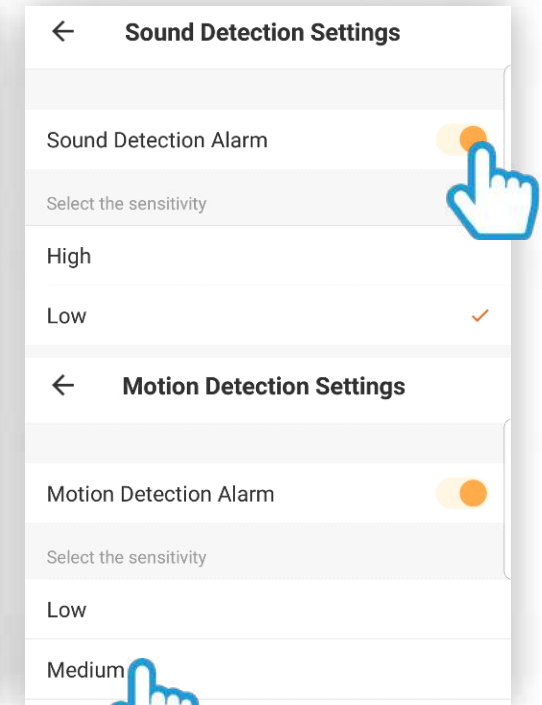 Sound Detection Settings
Sound Detection Alarm
Select the sensitivity
High
Low
Motion Detection Settings
Motion Detection Alarm
Select the sensitivity
Low
Medium